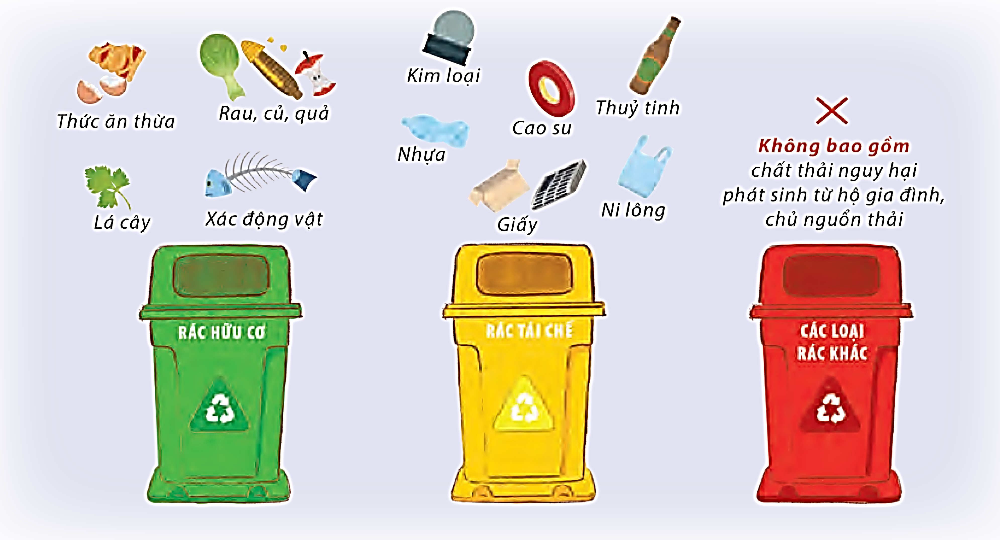 Thức ăn thừa
Rau, củ, quả
Lá cây
Xác động vật
RÁC HỮU CƠ
Kim loại
Cao su
Thuỷ tinh
Nhựa
Giấy
Ni lông
RÁC TÁI CHẾ
Không bao gồm
chất thải nguy hại
phát sinh từ hộ gia đình,
chủ nguồn thải
CÁC LOẠI
RÁC KHÁC